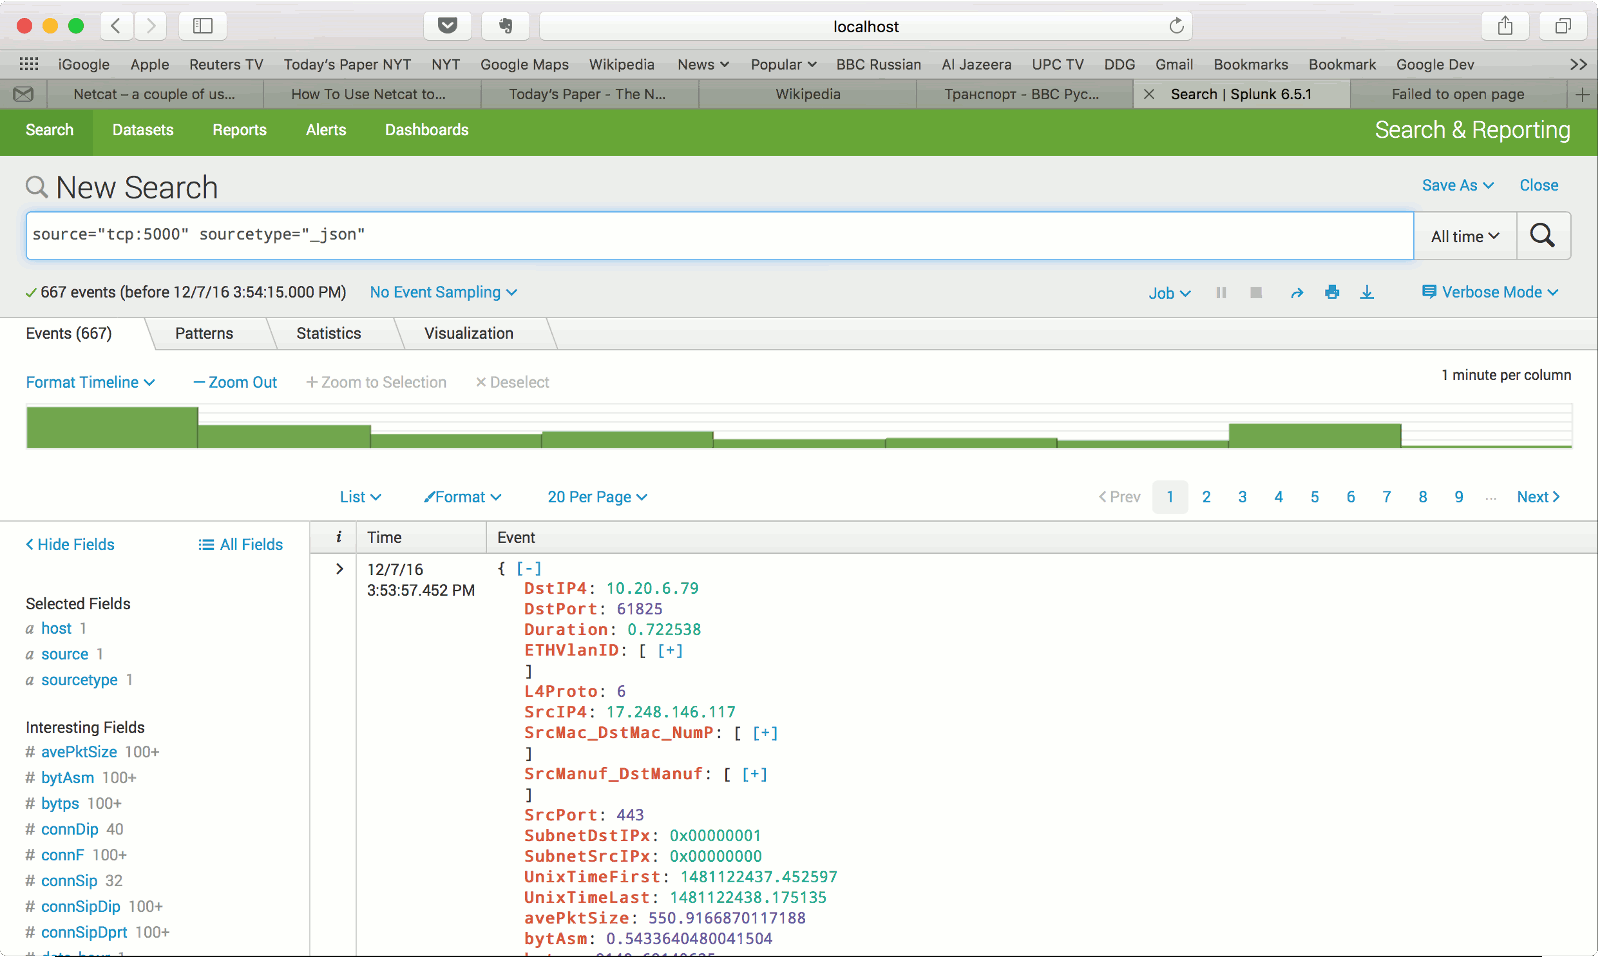 localhost
iGoogle Apple Reuters TV Today's Paper NYT NYT Google Maps Wikipedia News Popular BBC Russian Al Jazeera UPC TV DDG Gmail Bookmarks Bookmark Google Dev >>
Netcat – a couple of us... How To Use Netcat to... Today's Paper - The N... Wikipedia Транспорт - BBC Рус... Search | Splunk 6.5.1 Failed to open page
Search Datasets Reports Alerts Dashboards Search & Reporting
New Search Save As Close
source="tcp:5000" sourcetype="_json" All time
667 events (before 12/7/16 3:54:15.000 PM) No Event Sampling Job Verbose Mode
Events (667) Patterns Statistics Visualization
Format Timeline — Zoom Out + Zoom to Selection × Deselect 1 minute per column
List Format 20 Per Page < Prev 1 2 3 4 5 6 7 8 9 ... Next >
< Hide Fields All Fields
i Time Event
Selected Fields
a host 1
a source 1
a sourcetype 1
Interesting Fields
# avePktSize 100+
# bytAsm 100+
# bytps 100+
# connDip 40
# connF 100+
# connSip 32
# connSipDip 100+
# connSipDprt 100+
> 12/7/16
3:53:57.452 PM
{ [-]
DstIP4: 10.20.6.79
DstPort: 61825
Duration: 0.722538
ETHVlanID: [ [+]
]
L4Proto: 6
SrcIP4: 17.248.146.117
SrcMac_DstMac_NumP: [ [+]
]
SrcManuf_DstManuf: [ [+]
]
SrcPort: 443
SubnetDstIPx: 0x00000001
SubnetSrcIPx: 0x00000000
UnixTimeFirst: 1481122437.452597
UnixTimeLast: 1481122438.175135
avePktSize: 550.9166870117188
bytAsm: 0.5433640480041504